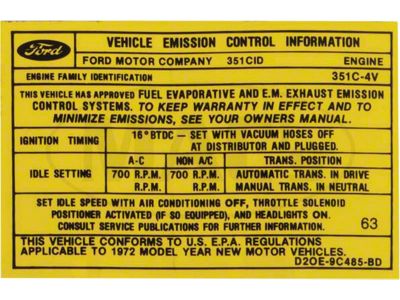 Ford
VEHICLE EMISSION CONTROL INFORMATION
FORD MOTOR COMPANY 351CID ENGINE
ENGINE FAMILY IDENTIFICATION 351C-4V
THIS VEHICLE HAS APPROVED FUEL EVAPORATIVE AND E.M. EXHAUST EMISSION
CONTROL SYSTEMS. TO KEEP WARRANTY IN EFFECT AND TO
MINIMIZE EMISSIONS, SEE YOUR OWNERS MANUAL.
IGNITION TIMING 16° BTDC - SET WITH VACUUM HOSES OFF
AT DISTRIBUTOR AND PLUGGED.
A-C NON A/C TRANS. POSITION
IDLE SETTING 700 R.P.M. 700 R.P.M. AUTOMATIC TRANS. IN DRIVE
700 R.P.M. 700 R.P.M. MANUAL TRANS. IN NEUTRAL
SET IDLE SPEED WITH AIR CONDITIONING OFF, THROTTLE SOLENOID
POSITIONER ACTIVATED (IF SO EQUIPPED), AND HEADLIGHTS ON.
CONSULT SERVICE PUBLICATIONS FOR FURTHER INFORMATION. 63
THIS VEHICLE CONFORMS TO U.S. E.P.A. REGULATIONS
APPLICABLE TO 1972 MODEL YEAR NEW MOTOR VEHICLES.
D2OE-9C485-BD